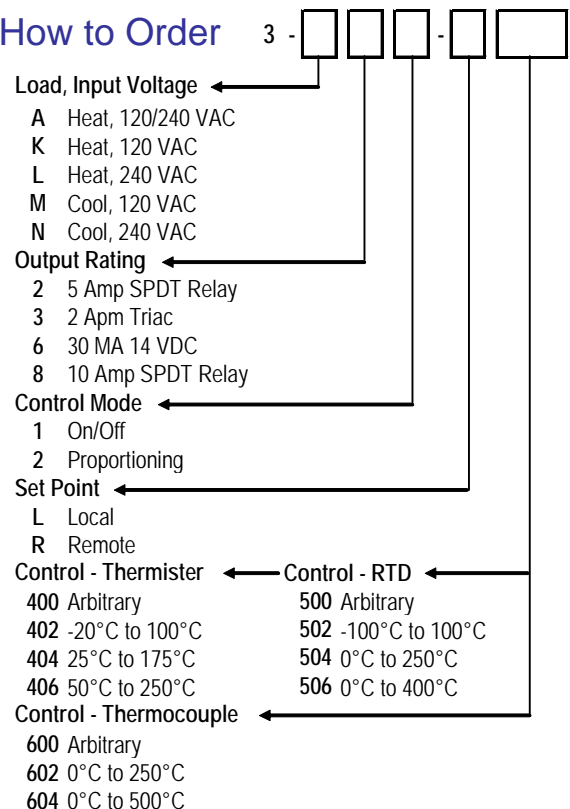 How to Order 3 - -
Load, Input Voltage
A Heat, 120/240 VAC
K Heat, 120 VAC
L Heat, 240 VAC
M Cool, 120 VAC
N Cool, 240 VAC
Output Rating
2 5 Amp SPDT Relay
3 2 Apm Triac
6 30 MA 14 VDC
8 10 Amp SPDT Relay
Control Mode
1 On/Off
2 Proportioning
Set Point
L Local
R Remote
Control - Thermister Control - RTD
400 Arbitrary 500 Arbitrary
402 -20°C to 100°C 502 -100°C to 100°C
404 25°C to 175°C 504 0°C to 250°C
406 50°C to 250°C 506 0°C to 400°C
Control - Thermocouple
600 Arbitrary
602 0°C to 250°C
604 0°C to 500°C